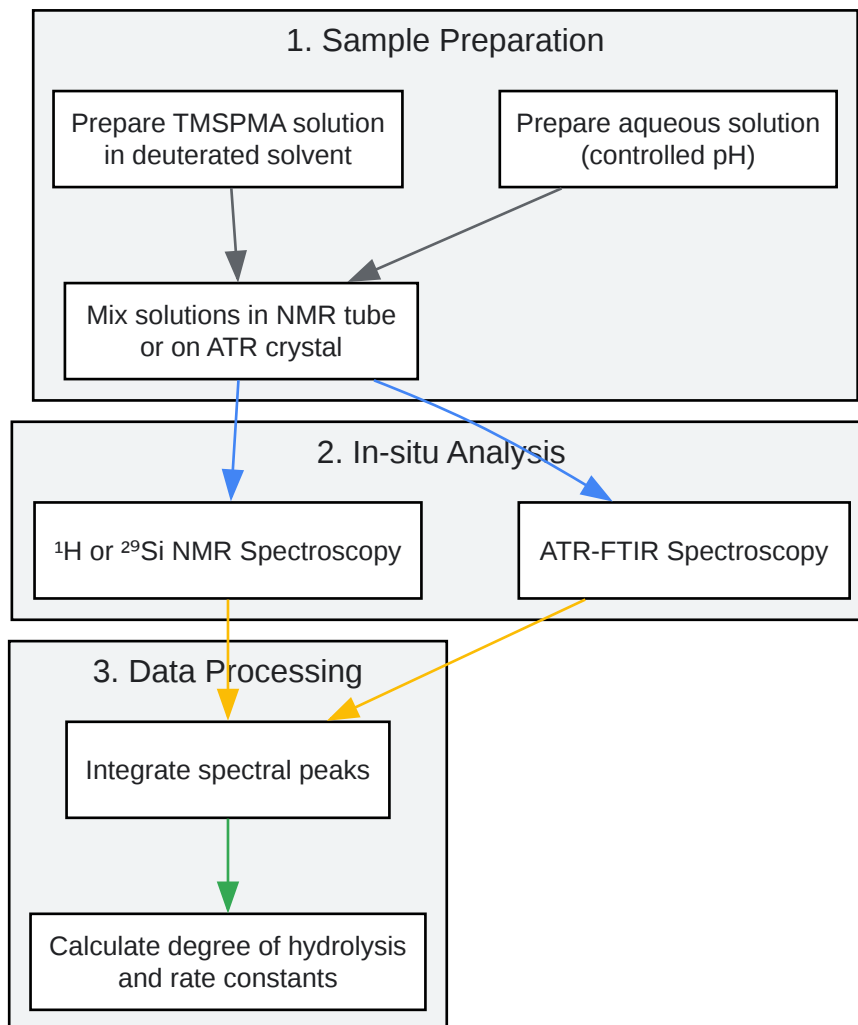 1. Sample Preparation
Prepare TMSPMA solution
in deuterated solvent
Prepare aqueous solution
(controlled pH)
Mix solutions in NMR tube
or on ATR crystal
2. In-situ Analysis
¹H or ²⁹Si NMR Spectroscopy
ATR-FTIR Spectroscopy
3. Data Processing
Integrate spectral peaks
Calculate degree of hydrolysis
and rate constants